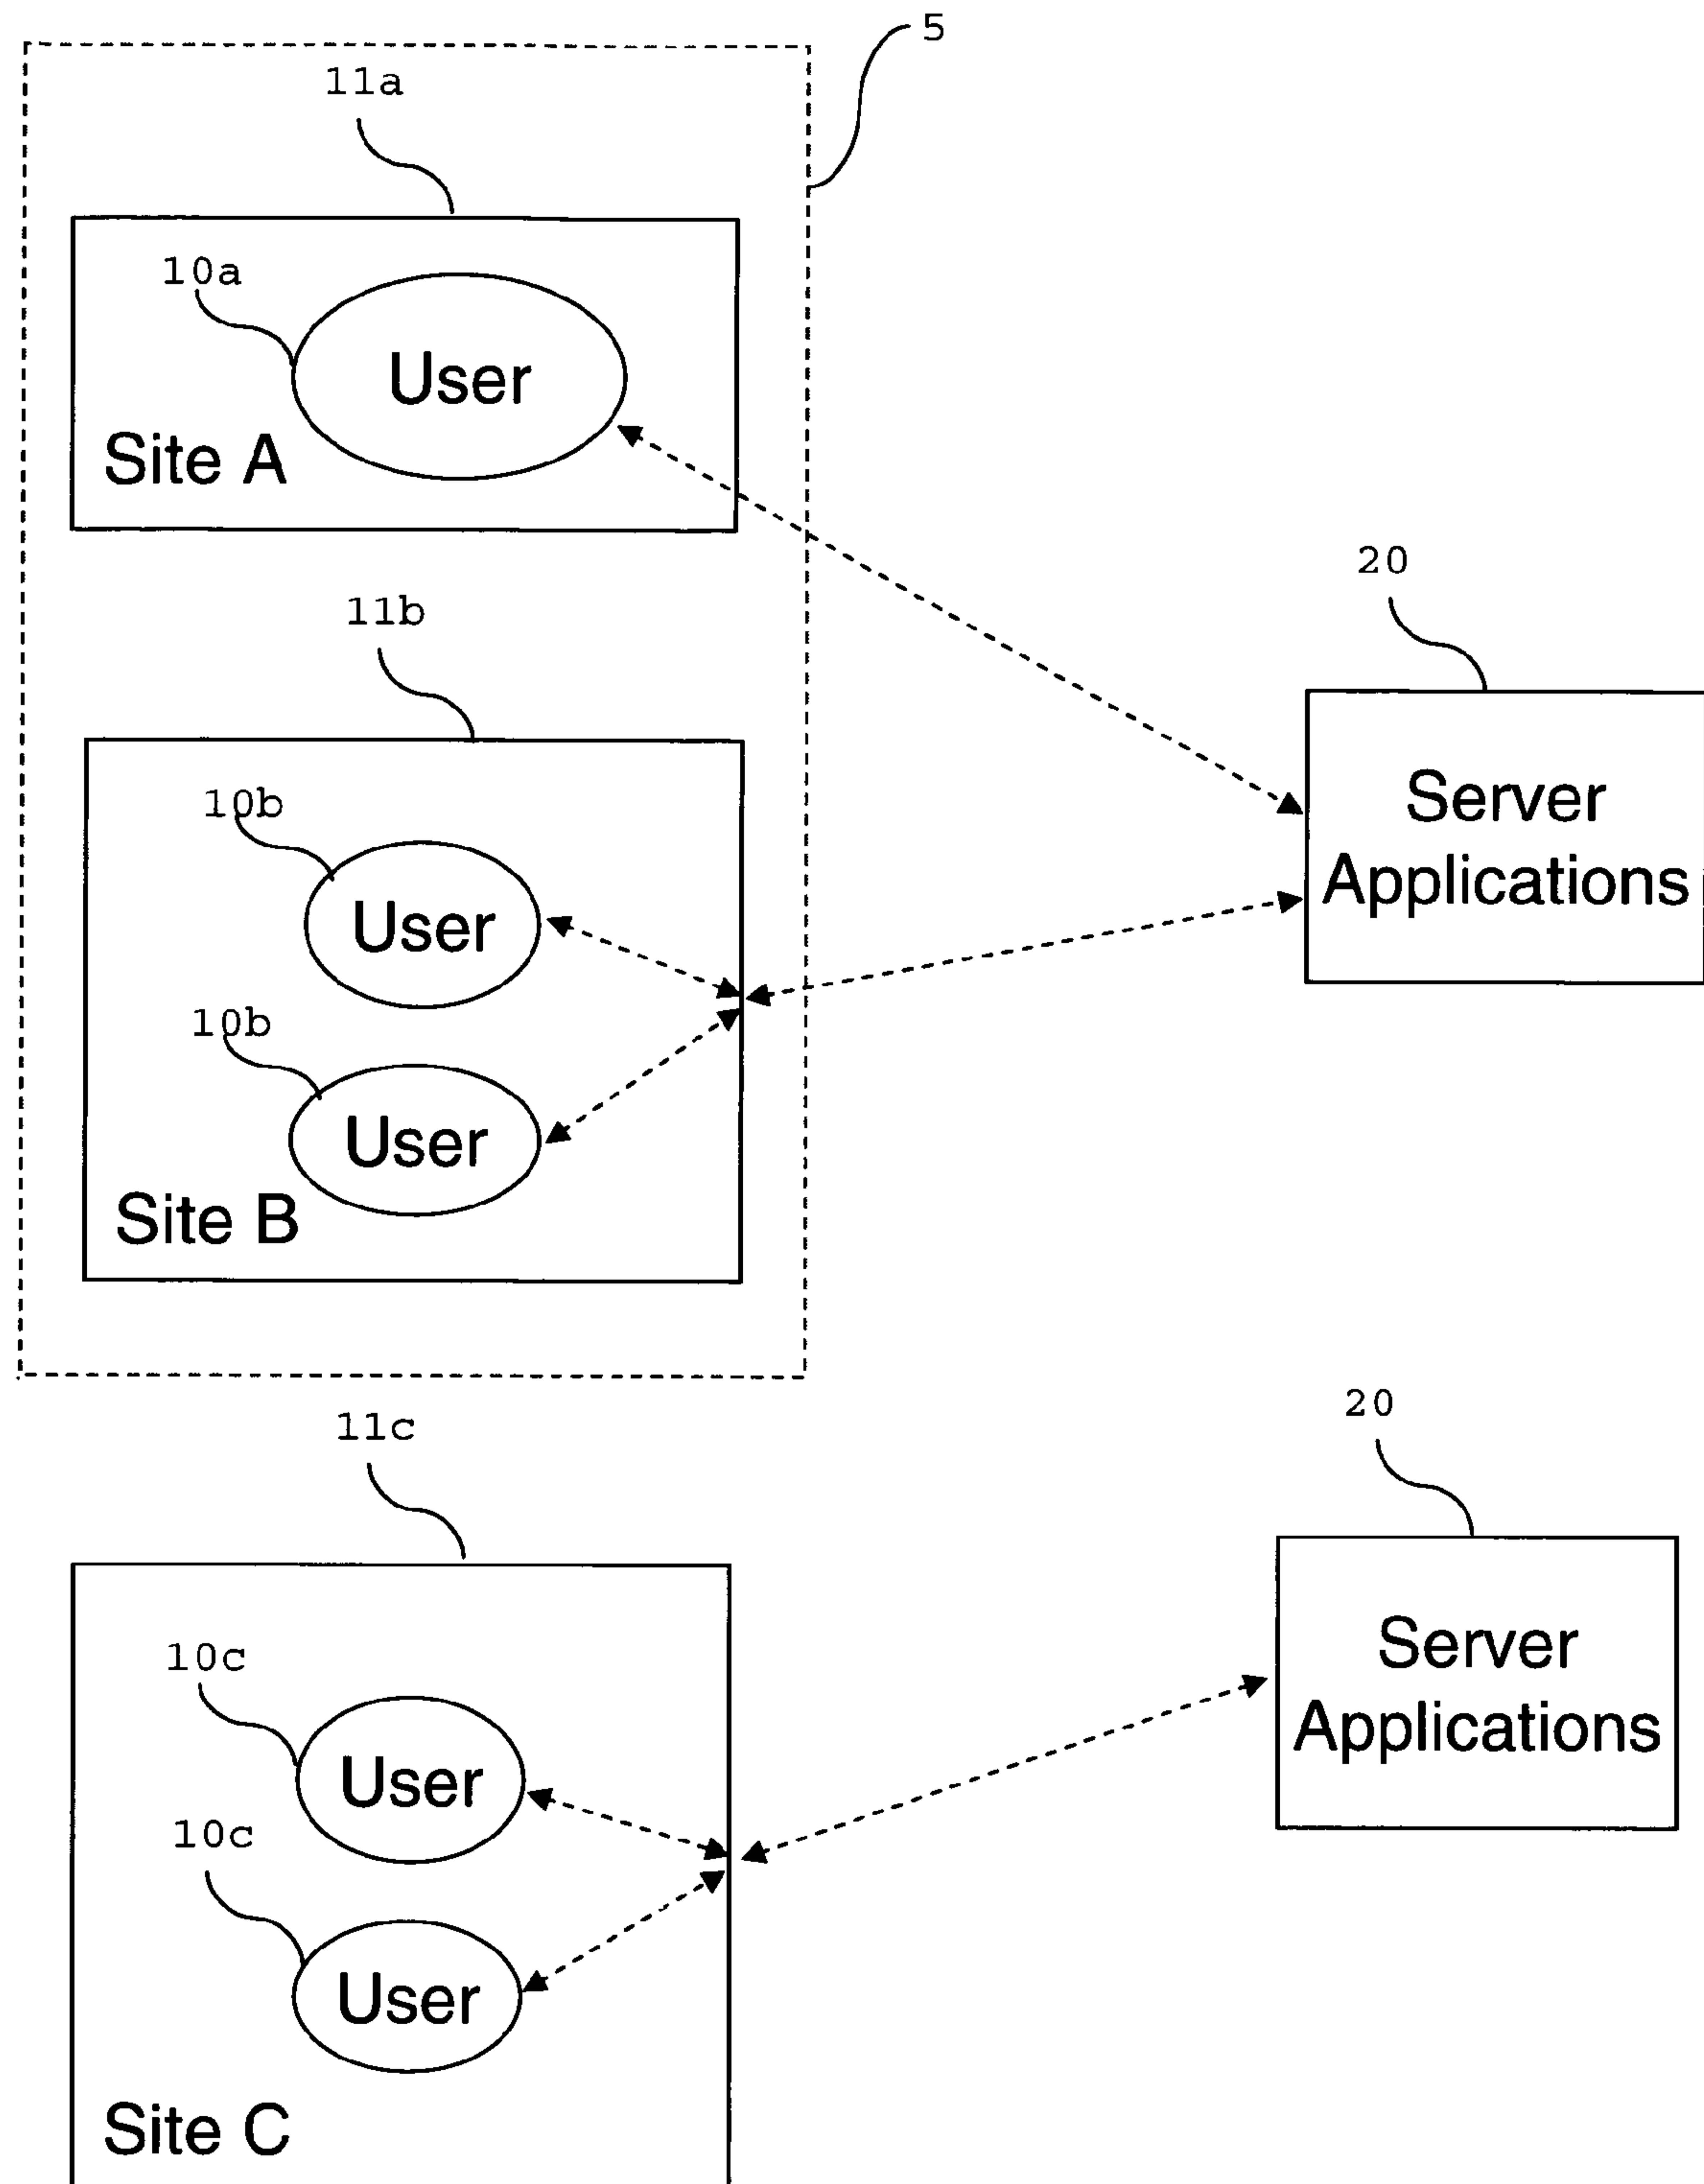 5
11a
10a
User
Site A
11b
20
10b
User
Server
Applications
10b
User
Site B
11c
20
10c
User
Server
Applications
10c
User
Site C